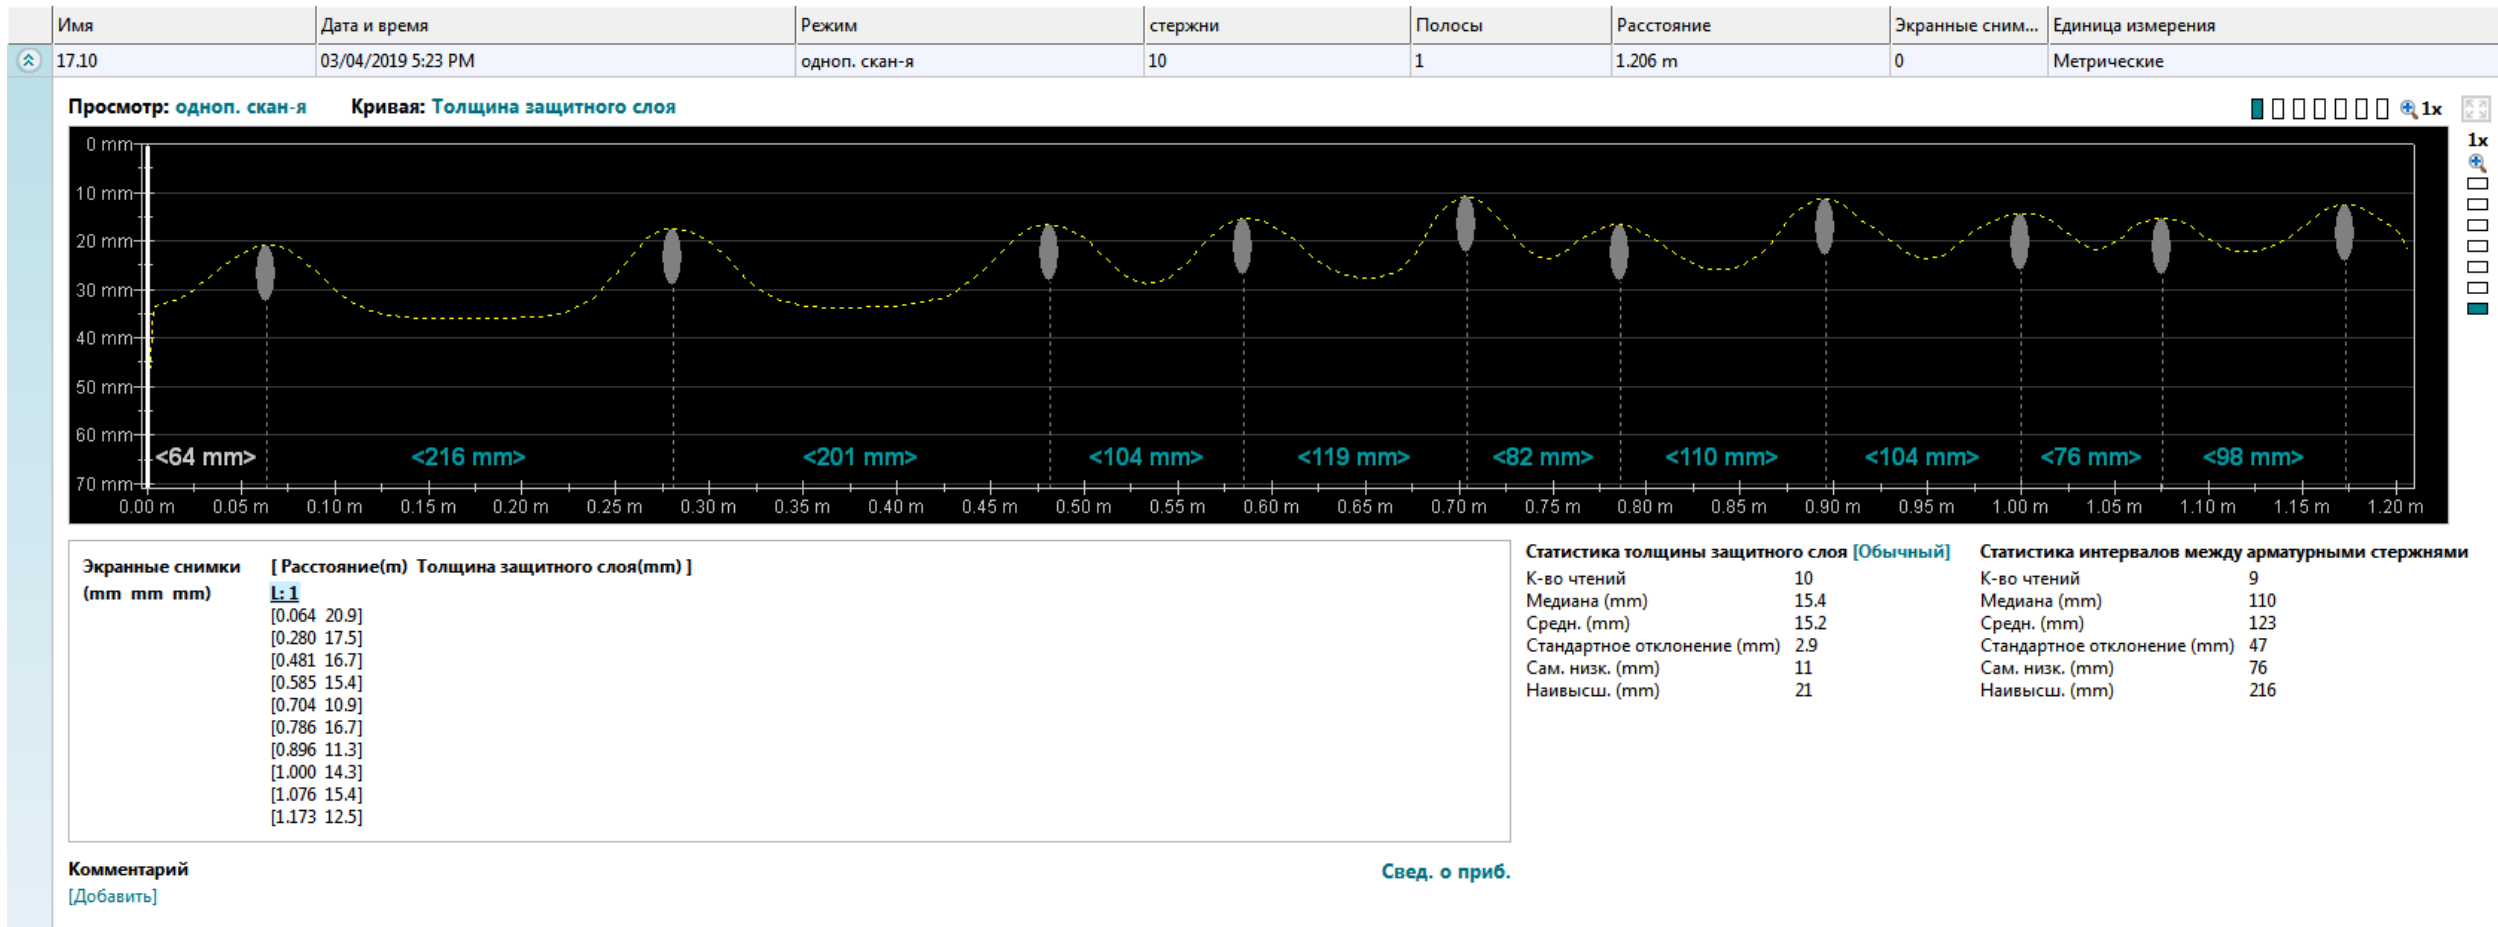 Имя Дата и время Режим стержни Полосы Расстояние Экранные сним... Единица измерения
17.10 03/04/2019 5:23 PM одноп. скан-я 10 1 1.206 m 0 Метрические
Просмотр: одноп. скан-я Кривая: Толщина защитного слоя 1x
1x
0 mm
10 mm
20 mm
30 mm
40 mm
50 mm
60 mm
<64 mm> <216 mm> <201 mm> <104 mm> <119 mm> <82 mm> <110 mm> <104 mm> <76 mm> <98 mm>
70 mm
0.00 m 0.05 m 0.10 m 0.15 m 0.20 m 0.25 m 0.30 m 0.35 m 0.40 m 0.45 m 0.50 m 0.55 m 0.60 m 0.65 m 0.70 m 0.75 m 0.80 m 0.85 m 0.90 m 0.95 m 1.00 m 1.05 m 1.10 m 1.15 m 1.20 m
Экранные снимки [ Расстояние(m) Толщина защитного слоя(mm) ]
(mm mm mm) L: 1
[0.064 20.9]
[0.280 17.5]
[0.481 16.7]
[0.585 15.4]
[0.704 10.9]
[0.786 16.7]
[0.896 11.3]
[1.000 14.3]
[1.076 15.4]
[1.173 12.5]
Статистика толщины защитного слоя [Обычный]
К-во чтений 10
Медиана (mm) 15.4
Средн. (mm) 15.2
Стандартное отклонение (mm) 2.9
Сам. низк. (mm) 11
Наивысш. (mm) 21
Статистика интервалов между арматурными стержнями
К-во чтений 9
Медиана (mm) 110
Средн. (mm) 123
Стандартное отклонение (mm) 47
Сам. низк. (mm) 76
Наивысш. (mm) 216
Комментарий Свед. о приб.
[Добавить]